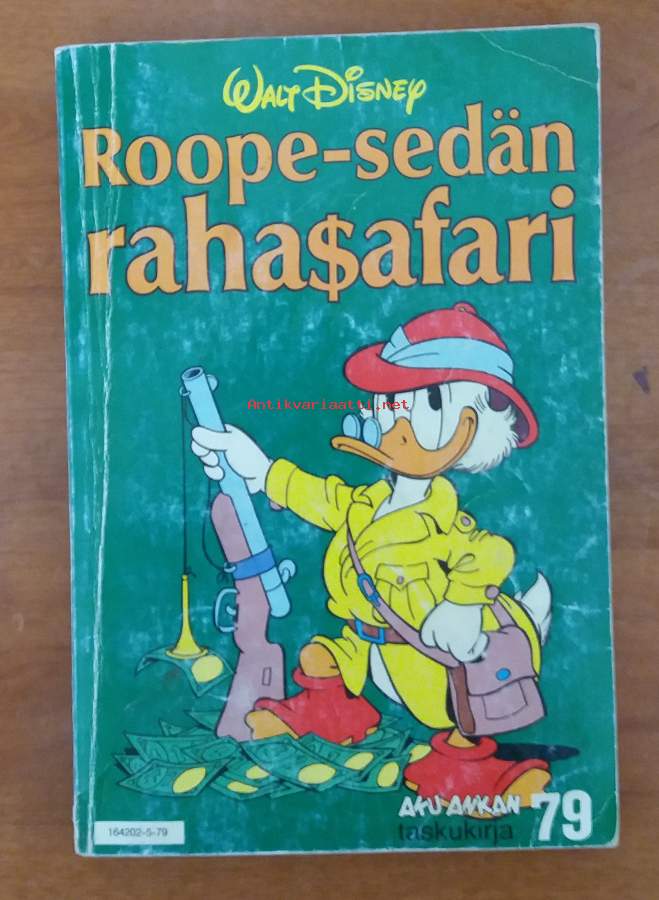 Walt Disney
Roope-sedän
raha$afari
Antikvariaatti.net
AKU ANKAN
taskukirja 79
164202-5-79